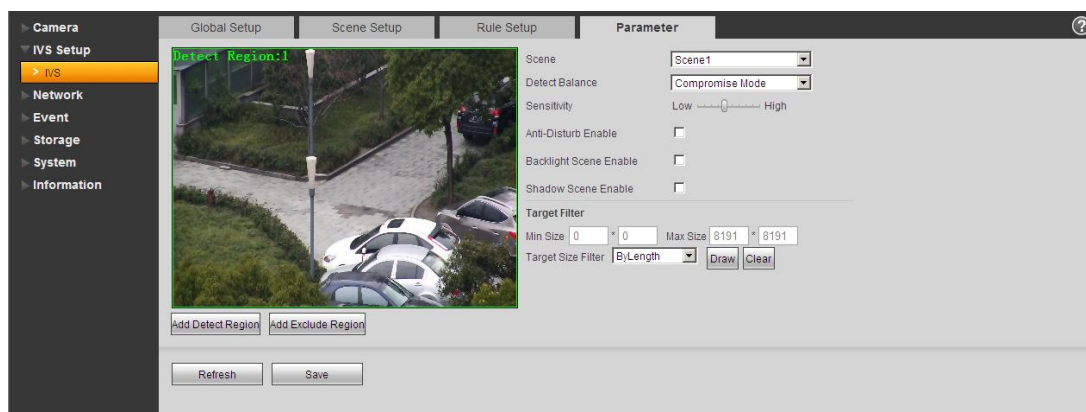 Camera
IVS Setup
> IVS
Network
Event
Storage
System
Information
Global Setup
Scene Setup
Rule Setup
Parameter
?
Detect Region:1
Add Detect Region
Add Exclude Region
Scene
Scene1
Detect Balance
Compromise Mode
Sensitivity
Low
High
Anti-Disturb Enable
Backlight Scene Enable
Shadow Scene Enable
Target Filter
Min Size 0 * 0 Max Size 8191 * 8191
Target Size Filter ByLength Draw Clear
Refresh
Save